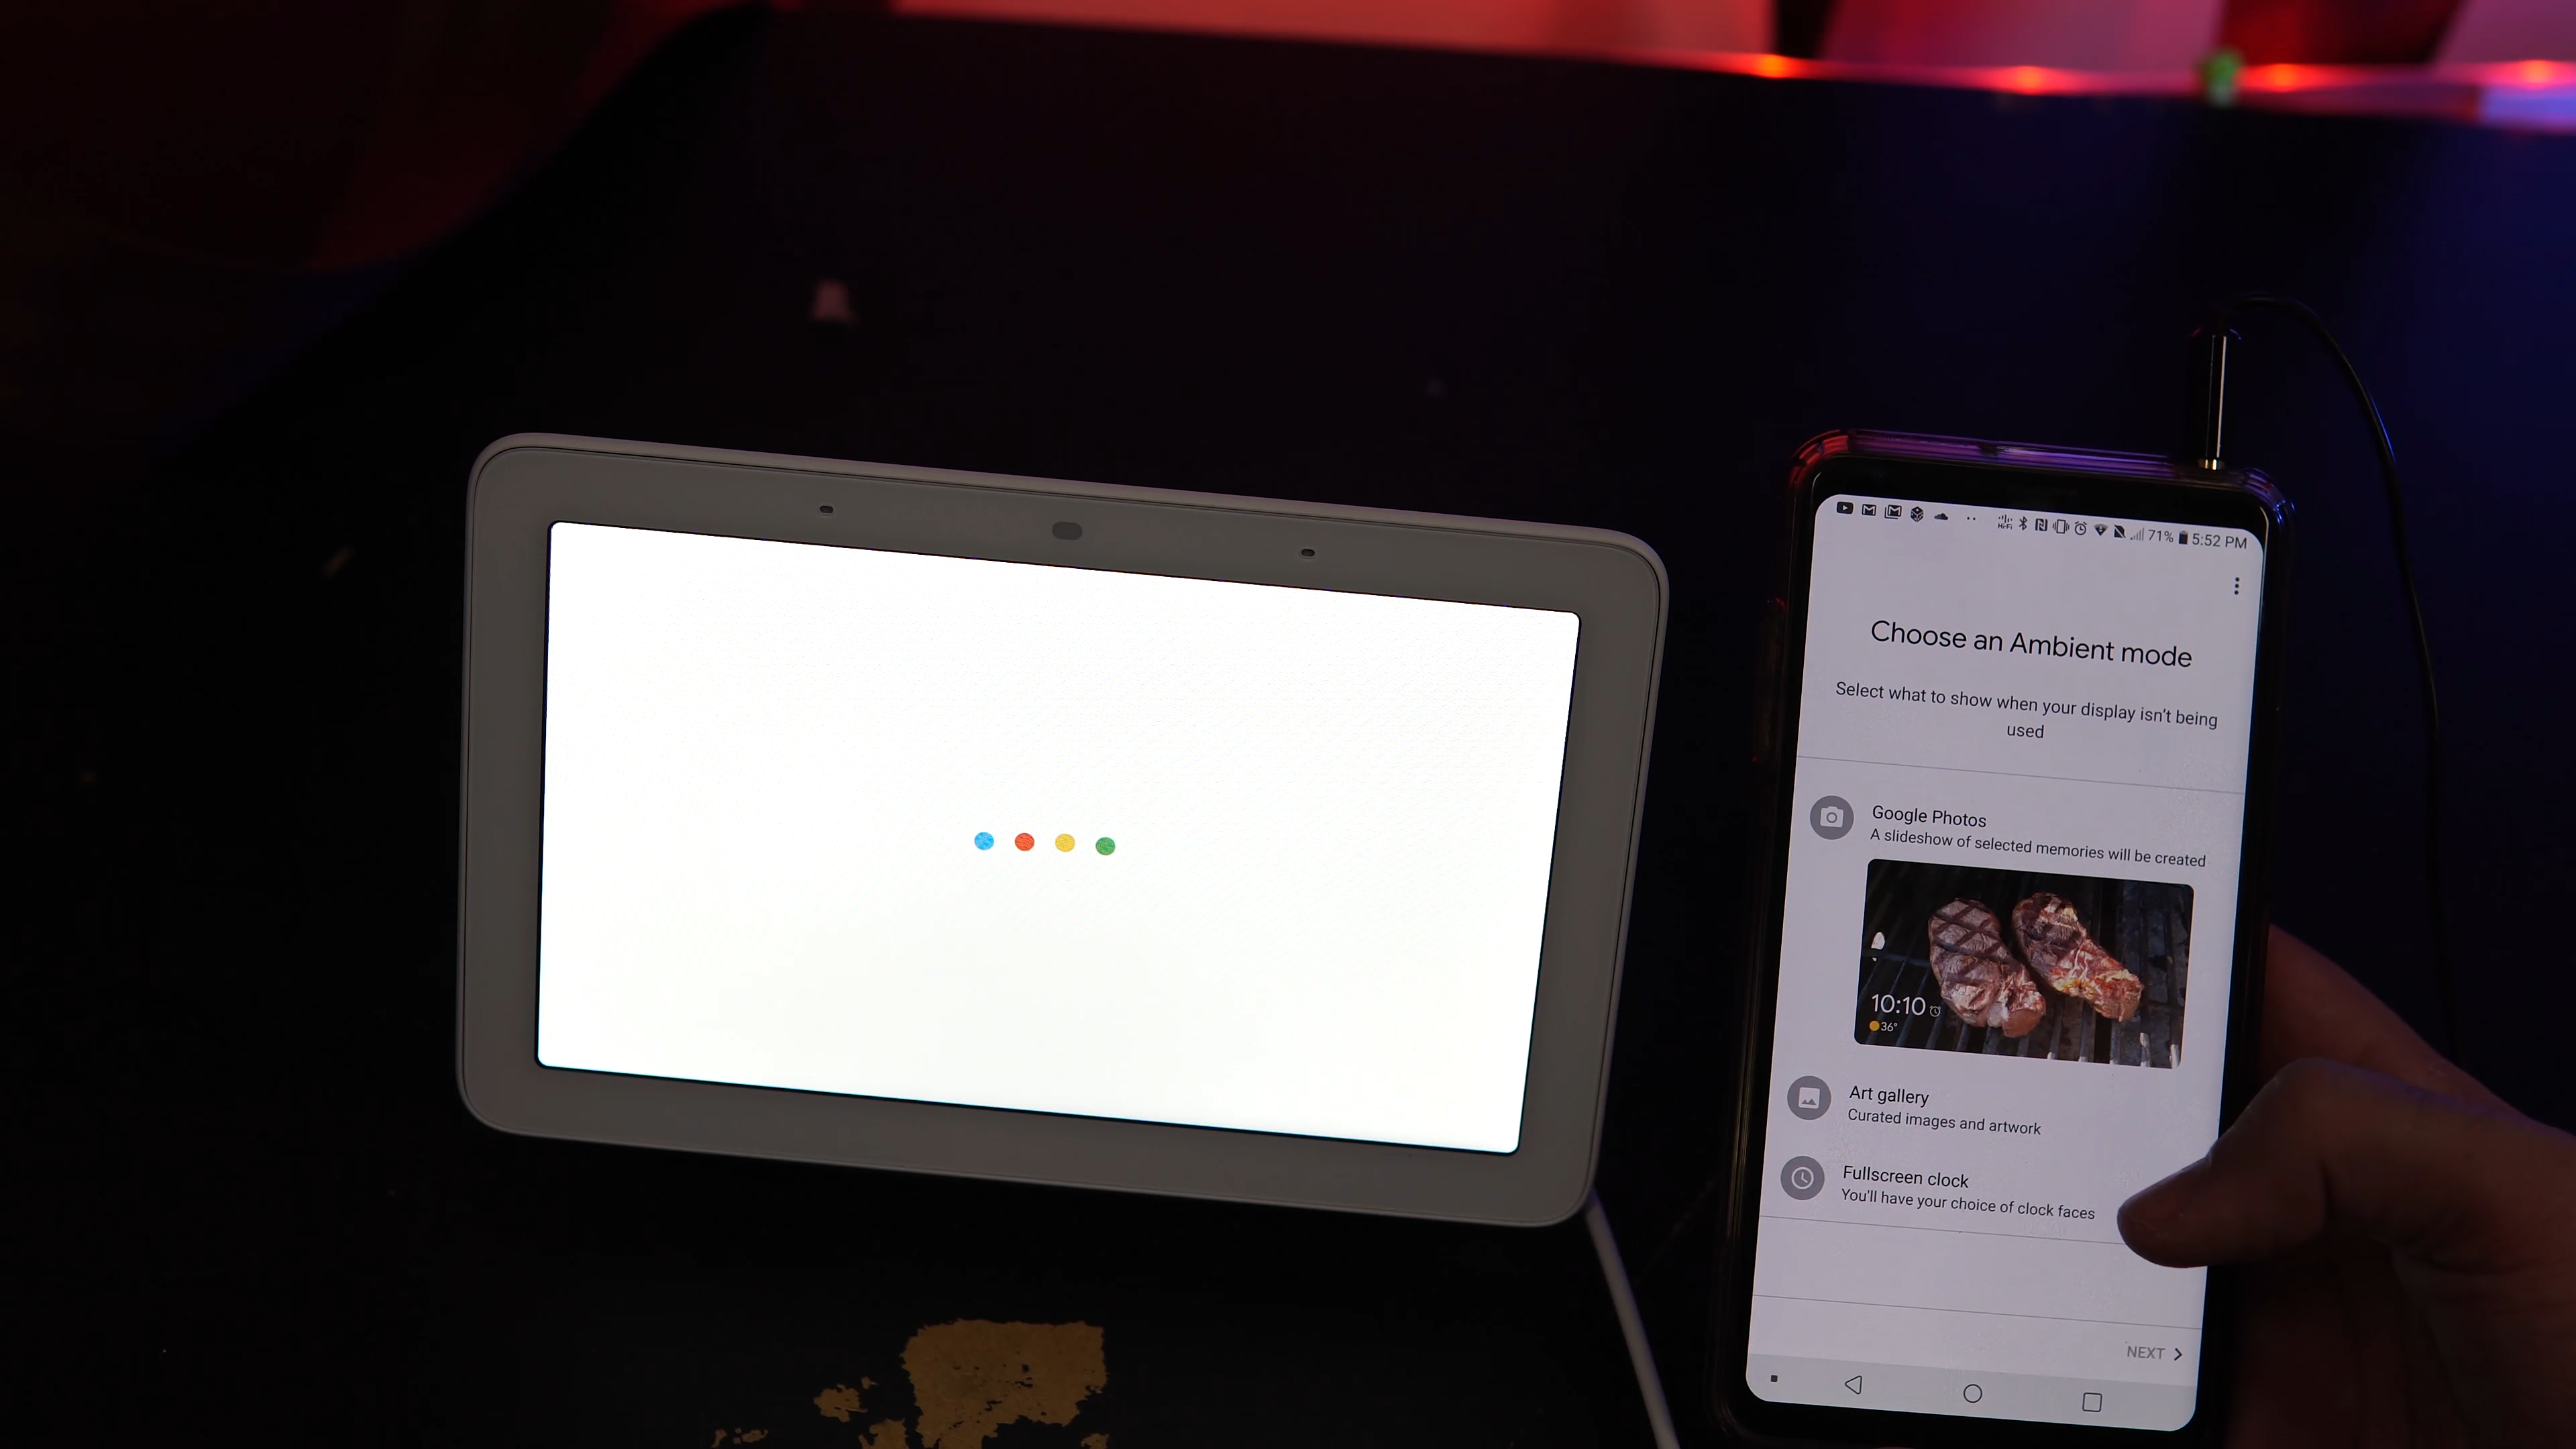 71% 5:52 PM
Choose an Ambient mode
Select what to show when your display isn't being
used
Google Photos
A slideshow of selected memories will be created
10:10
36°
Art gallery
Curated images and artwork
Fullscreen clock
You'll have your choice of clock faces
NEXT